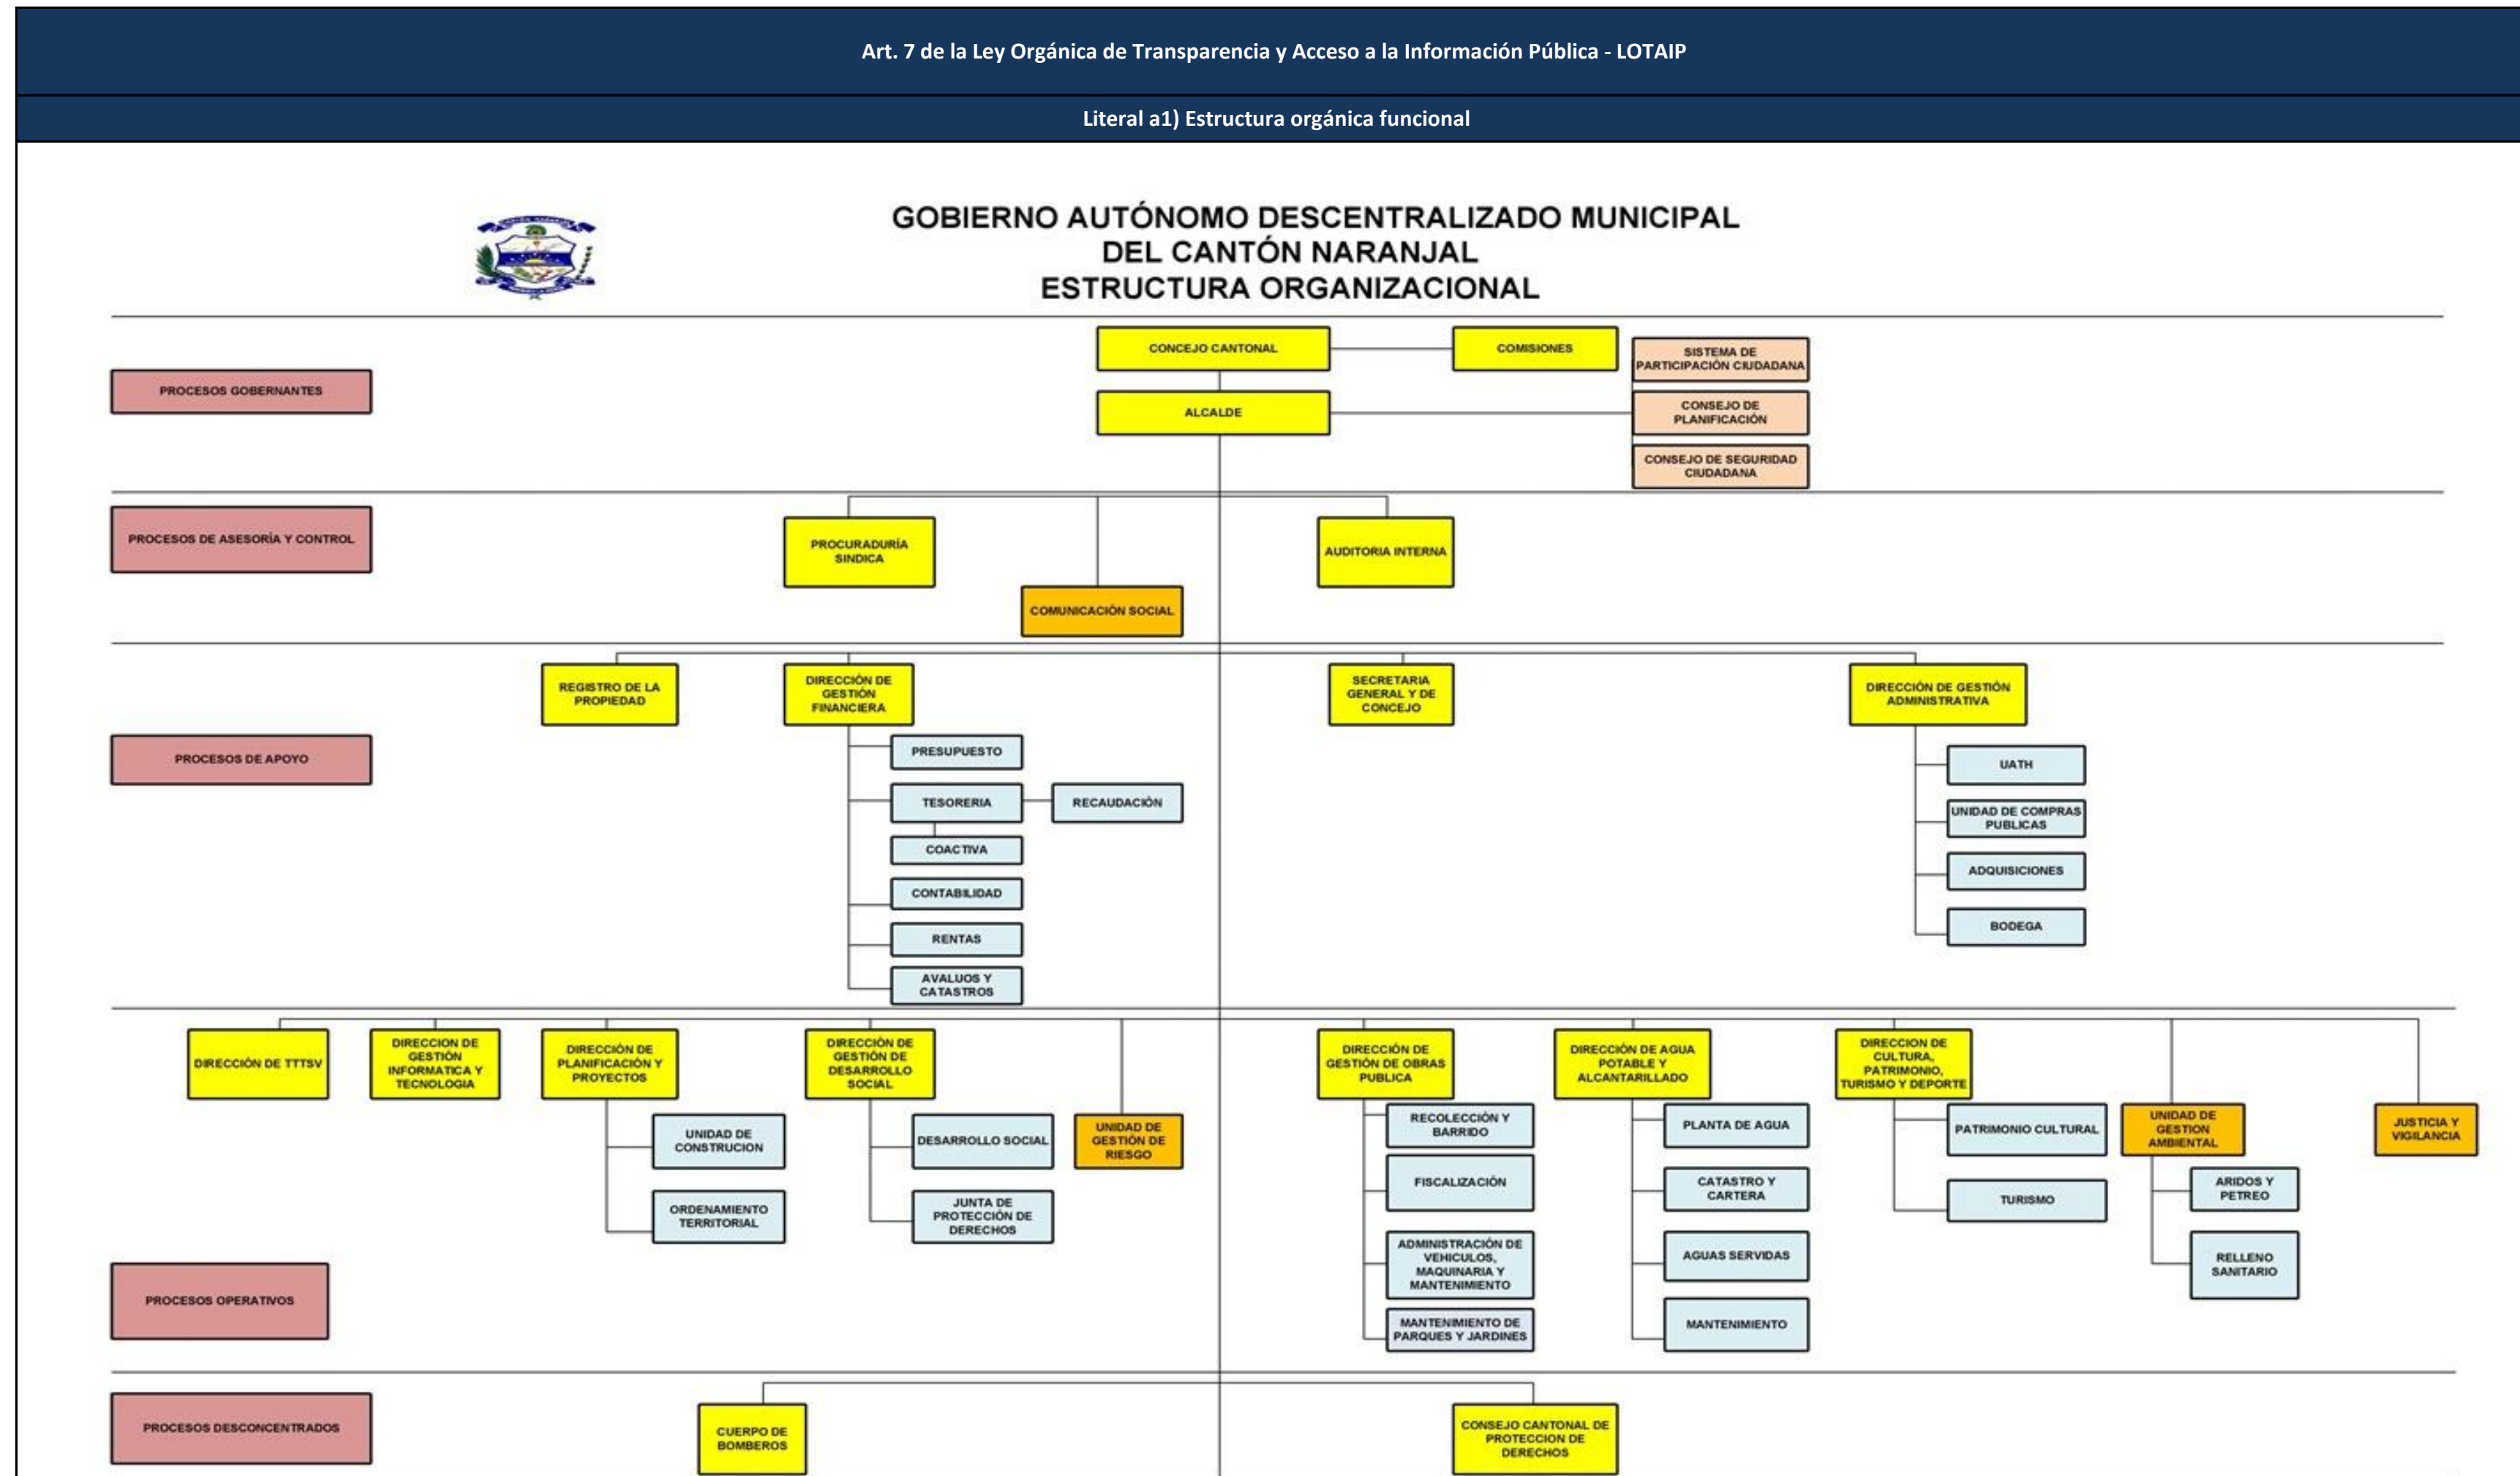 Art. 7 de la Ley Orgánica de Transparencia y Acceso a la Información Pública - LOTAIP
Literal a1) Estructura orgánica funcional
GOBIERNO AUTÓNOMO DESCENTRALIZADO MUNICIPAL
DEL CANTÓN NARANJAL
ESTRUCTURA ORGANIZACIONAL
PROCESOS GOBERNANTES
CONCEJO CANTONAL
COMISIONES
SISTEMA DE
PARTICIPACIÓN CIUDADANA
ALCALDE
CONSEJO DE
PLANIFICACIÓN
CONSEJO DE SEGURIDAD
CIUDADANA
PROCESOS DE ASESORÍA Y CONTROL
PROCURADURÍA
SINDICA
AUDITORIA INTERNA
COMUNICACIÓN SOCIAL
PROCESOS DE APOYO
REGISTRO DE LA
PROPIEDAD
DIRECCIÓN DE
GESTIÓN
FINANCIERA
SECRETARIA
GENERAL Y DE
CONCEJO
DIRECCIÓN DE GESTIÓN
ADMINISTRATIVA
PRESUPUESTO
TESORERIA
RECAUDACIÓN
COACTIVA
CONTABILIDAD
RENTAS
AVALUOS Y
CATASTROS
UATH
UNIDAD DE COMPRAS
PUBLICAS
ADQUISICIONES
BODEGA
PROCESOS OPERATIVOS
DIRECCIÓN DE TTTSV
DIRECCION DE
GESTIÓN
INFORMATICA Y
TECNOLOGIA
DIRECCIÓN DE
PLANIFICACIÓN Y
PROYECTOS
UNIDAD DE
CONSTRUCION
ORDENAMIENTO
TERRITORIAL
DIRECCIÓN DE
GESTIÓN DE
DESARROLLO
SOCIAL
DESARROLLO SOCIAL
JUNTA DE
PROTECCIÓN DE
DERECHOS
UNIDAD DE
GESTIÓN DE
RIESGO
DIRECCIÓN DE
GESTIÓN DE OBRAS
PUBLICA
RECOLECCIÓN Y
BARRIDO
FISCALIZACIÓN
ADMINISTRACIÓN DE
VEHICULOS,
MAQUINARIA Y
MANTENIMIENTO
MANTENIMIENTO DE
PARQUES Y JARDINES
DIRECCIÓN DE AGUA
POTABLE Y
ALCANTARILLADO
PLANTA DE AGUA
CATASTRO Y
CARTERA
AGUAS SERVIDAS
MANTENIMIENTO
DIRECCION DE
CULTURA,
PATRIMONIO,
TURISMO Y DEPORTE
PATRIMONIO CULTURAL
TURISMO
UNIDAD DE
GESTION
AMBIENTAL
ARIDOS Y
PETREO
RELLENO
SANITARIO
JUSTICIA Y
VIGILANCIA
PROCESOS DESCONCENTRADOS
CUERPO DE
BOMBEROS
CONSEJO CANTONAL DE
PROTECCION DE
DERECHOS